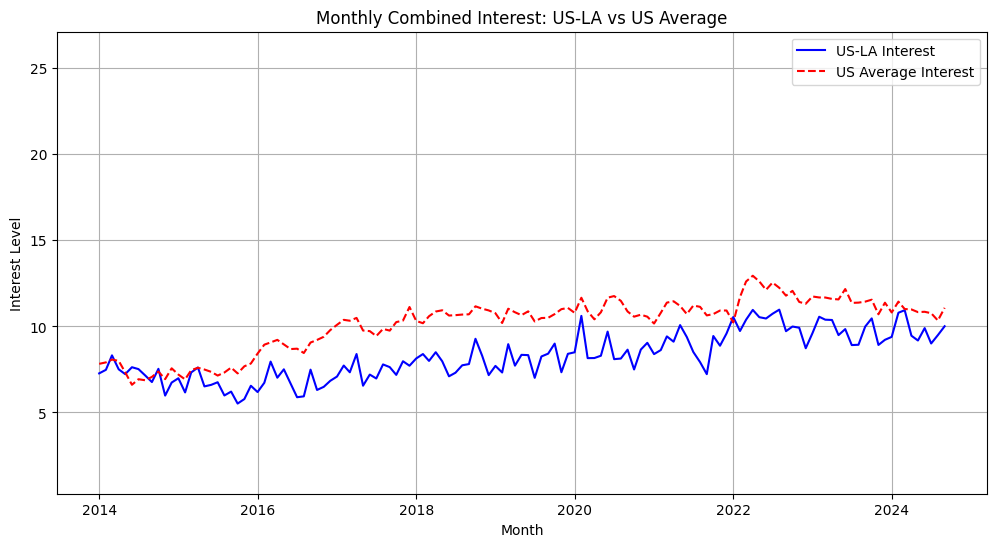 Monthly Combined Interest: US-LA vs US Average
US-LA Interest
US Average Interest
Interest Level
25
20
15
10
5
2014 2016 2018 2020 2022 2024
Month